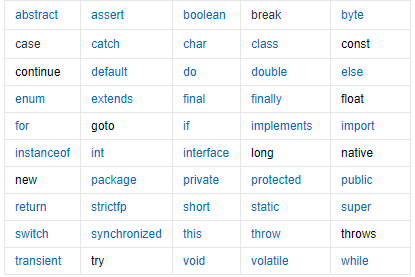 abstract assert boolean break byte
case catch char class const
continue default do double else
enum extends final finally float
for goto if implements import
instanceof int interface long native
new package private protected public
return strictfp short static super
switch synchronized this throw throws
transient try void volatile while